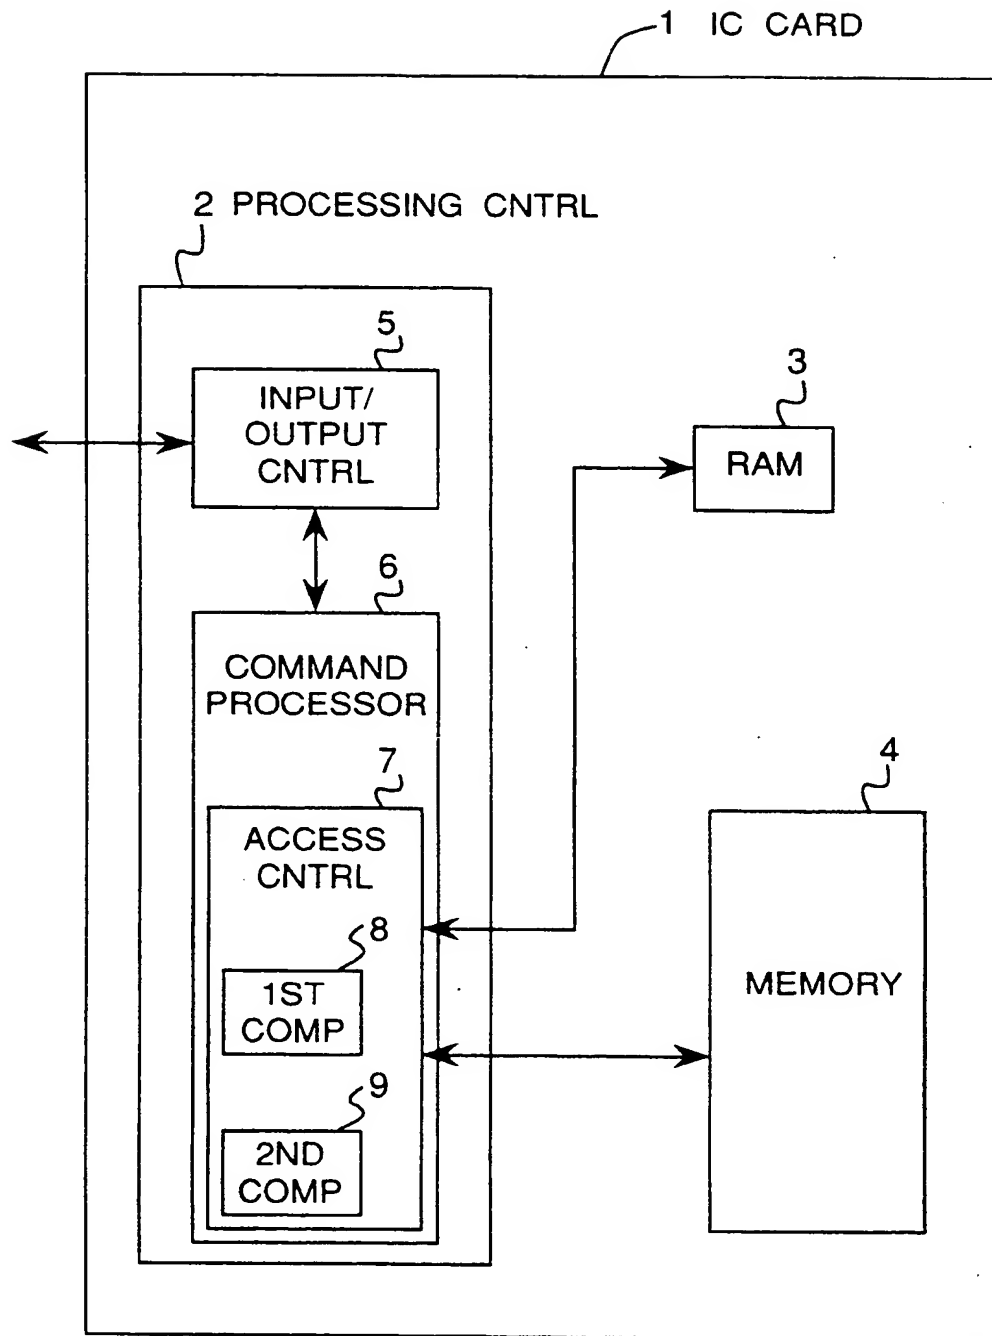 1 IC CARD
2 PROCESSING CNTRL
5
INPUT/
OUTPUT
CNTRL
3
RAM
6
COMMAND
PROCESSOR
7
ACCESS
CNTRL
4
MEMORY
8
1ST
COMP
9
2ND
COMP